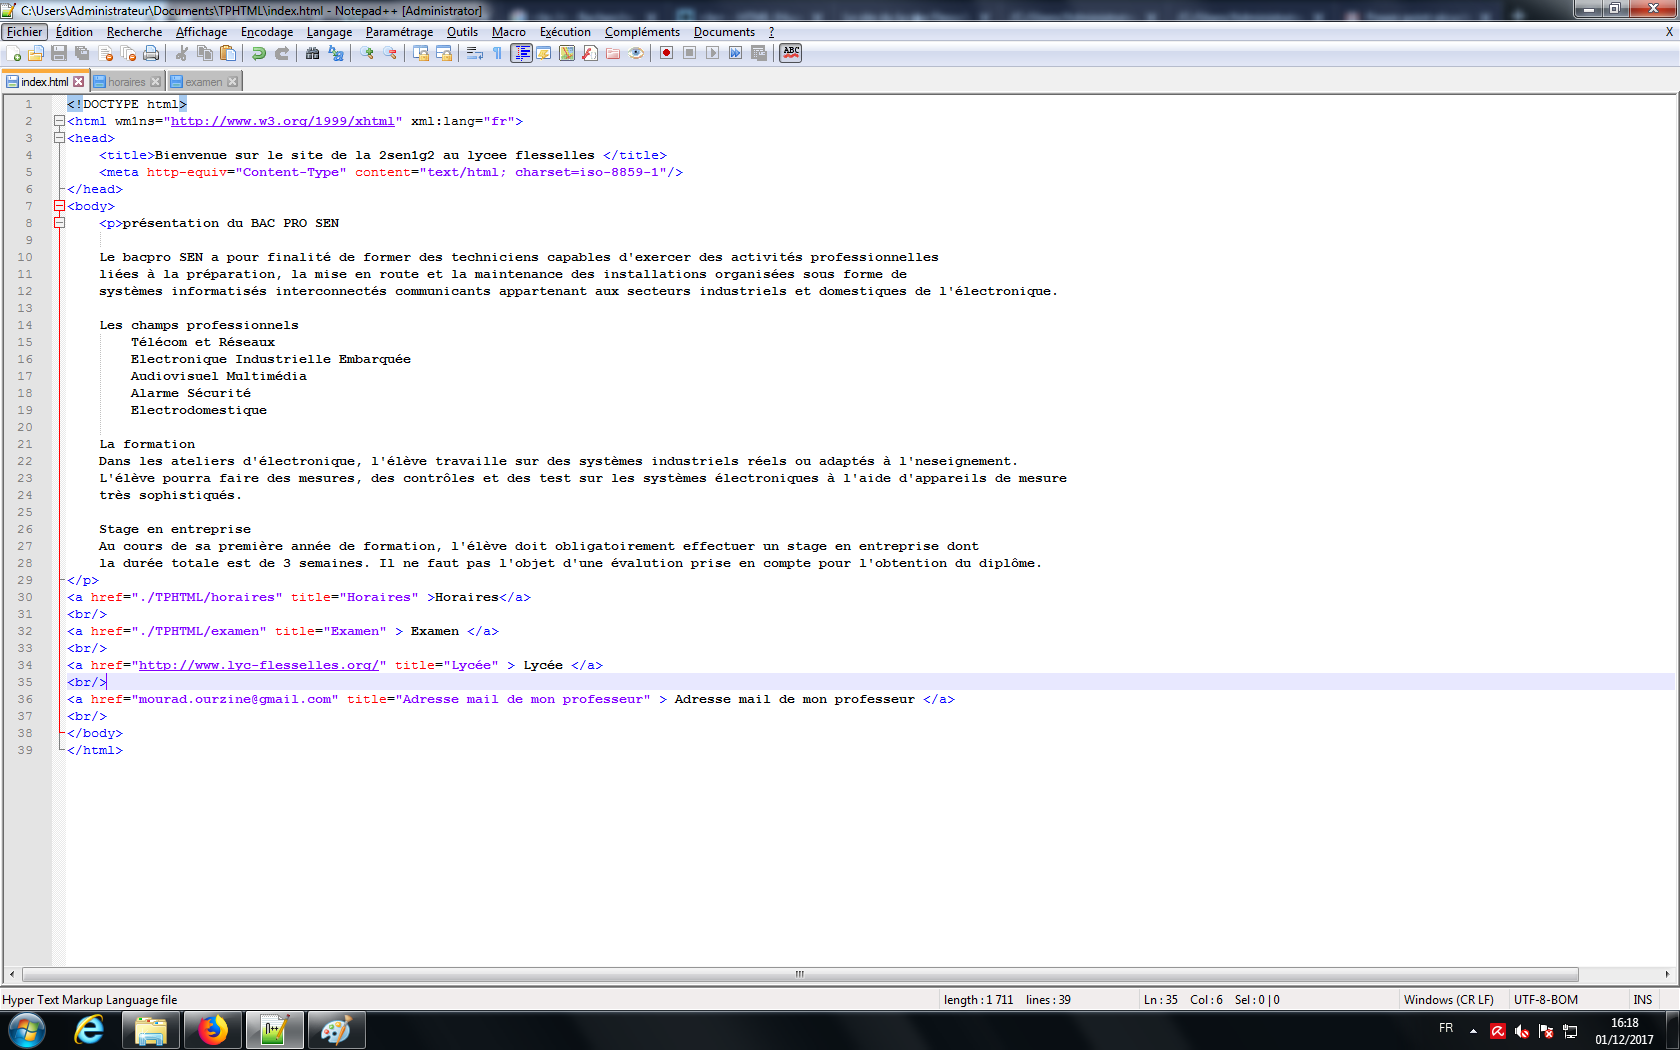 C:\Users\Administrateur\Documents\TPHTML\index.html - Notepad++ [Administrator]
Fichier Édition Recherche Affichage Encodage Langage Paramétrage Outils Macro Exécution Compléments Documents ? X
ABC
index.html horaires examen
1 <!DOCTYPE html>
2 <html wm1ns="http://www.w3.org/1999/xhtml" xml:lang="fr">
3 <head>
4 <title>Bienvenue sur le site de la 2sen1g2 au lycee flesselles </title>
5 <meta http-equiv="Content-Type" content="text/html; charset=iso-8859-1"/>
6 </head>
7 <body>
8 <p>présentation du BAC PRO SEN
9
10 Le bacpro SEN a pour finalité de former des techniciens capables d'exercer des activités professionnelles
11 liées à la préparation, la mise en route et la maintenance des installations organisées sous forme de
12 systèmes informatisés interconnectés communicants appartenant aux secteurs industriels et domestiques de l'électronique.
13
14 Les champs professionnels
15 Télécom et Réseaux
16 Electronique Industrielle Embarquée
17 Audiovisuel Multimédia
18 Alarme Sécurité
19 Electrodomestique
20
21 La formation
22 Dans les ateliers d'électronique, l'élève travaille sur des systèmes industriels réels ou adaptés à l'neseignement.
23 L'élève pourra faire des mesures, des contrôles et des test sur les systèmes électroniques à l'aide d'appareils de mesure
24 très sophistiqués.
25
26 Stage en entreprise
27 Au cours de sa première année de formation, l'élève doit obligatoirement effectuer un stage en entreprise dont
28 la durée totale est de 3 semaines. Il ne faut pas l'objet d'une évalution prise en compte pour l'obtention du diplôme.
29 </p>
30 <a href="./TPHTML/horaires" title="Horaires" >Horaires</a>
31 <br/>
32 <a href="./TPHTML/examen" title="Examen" > Examen </a>
33 <br/>
34 <a href="http://www.lyc-flesselles.org/" title="Lycée" > Lycée </a>
35 <br/>
36 <a href="mourad.ourzine@gmail.com" title="Adresse mail de mon professeur" > Adresse mail de mon professeur </a>
37 <br/>
38 </body>
39 </html>
Hyper Text Markup Language file length : 1 711 lines : 39 Ln : 35 Col : 6 Sel : 0 | 0 Windows (CR LF) UTF-8-BOM INS
FR 16:18
01/12/2017